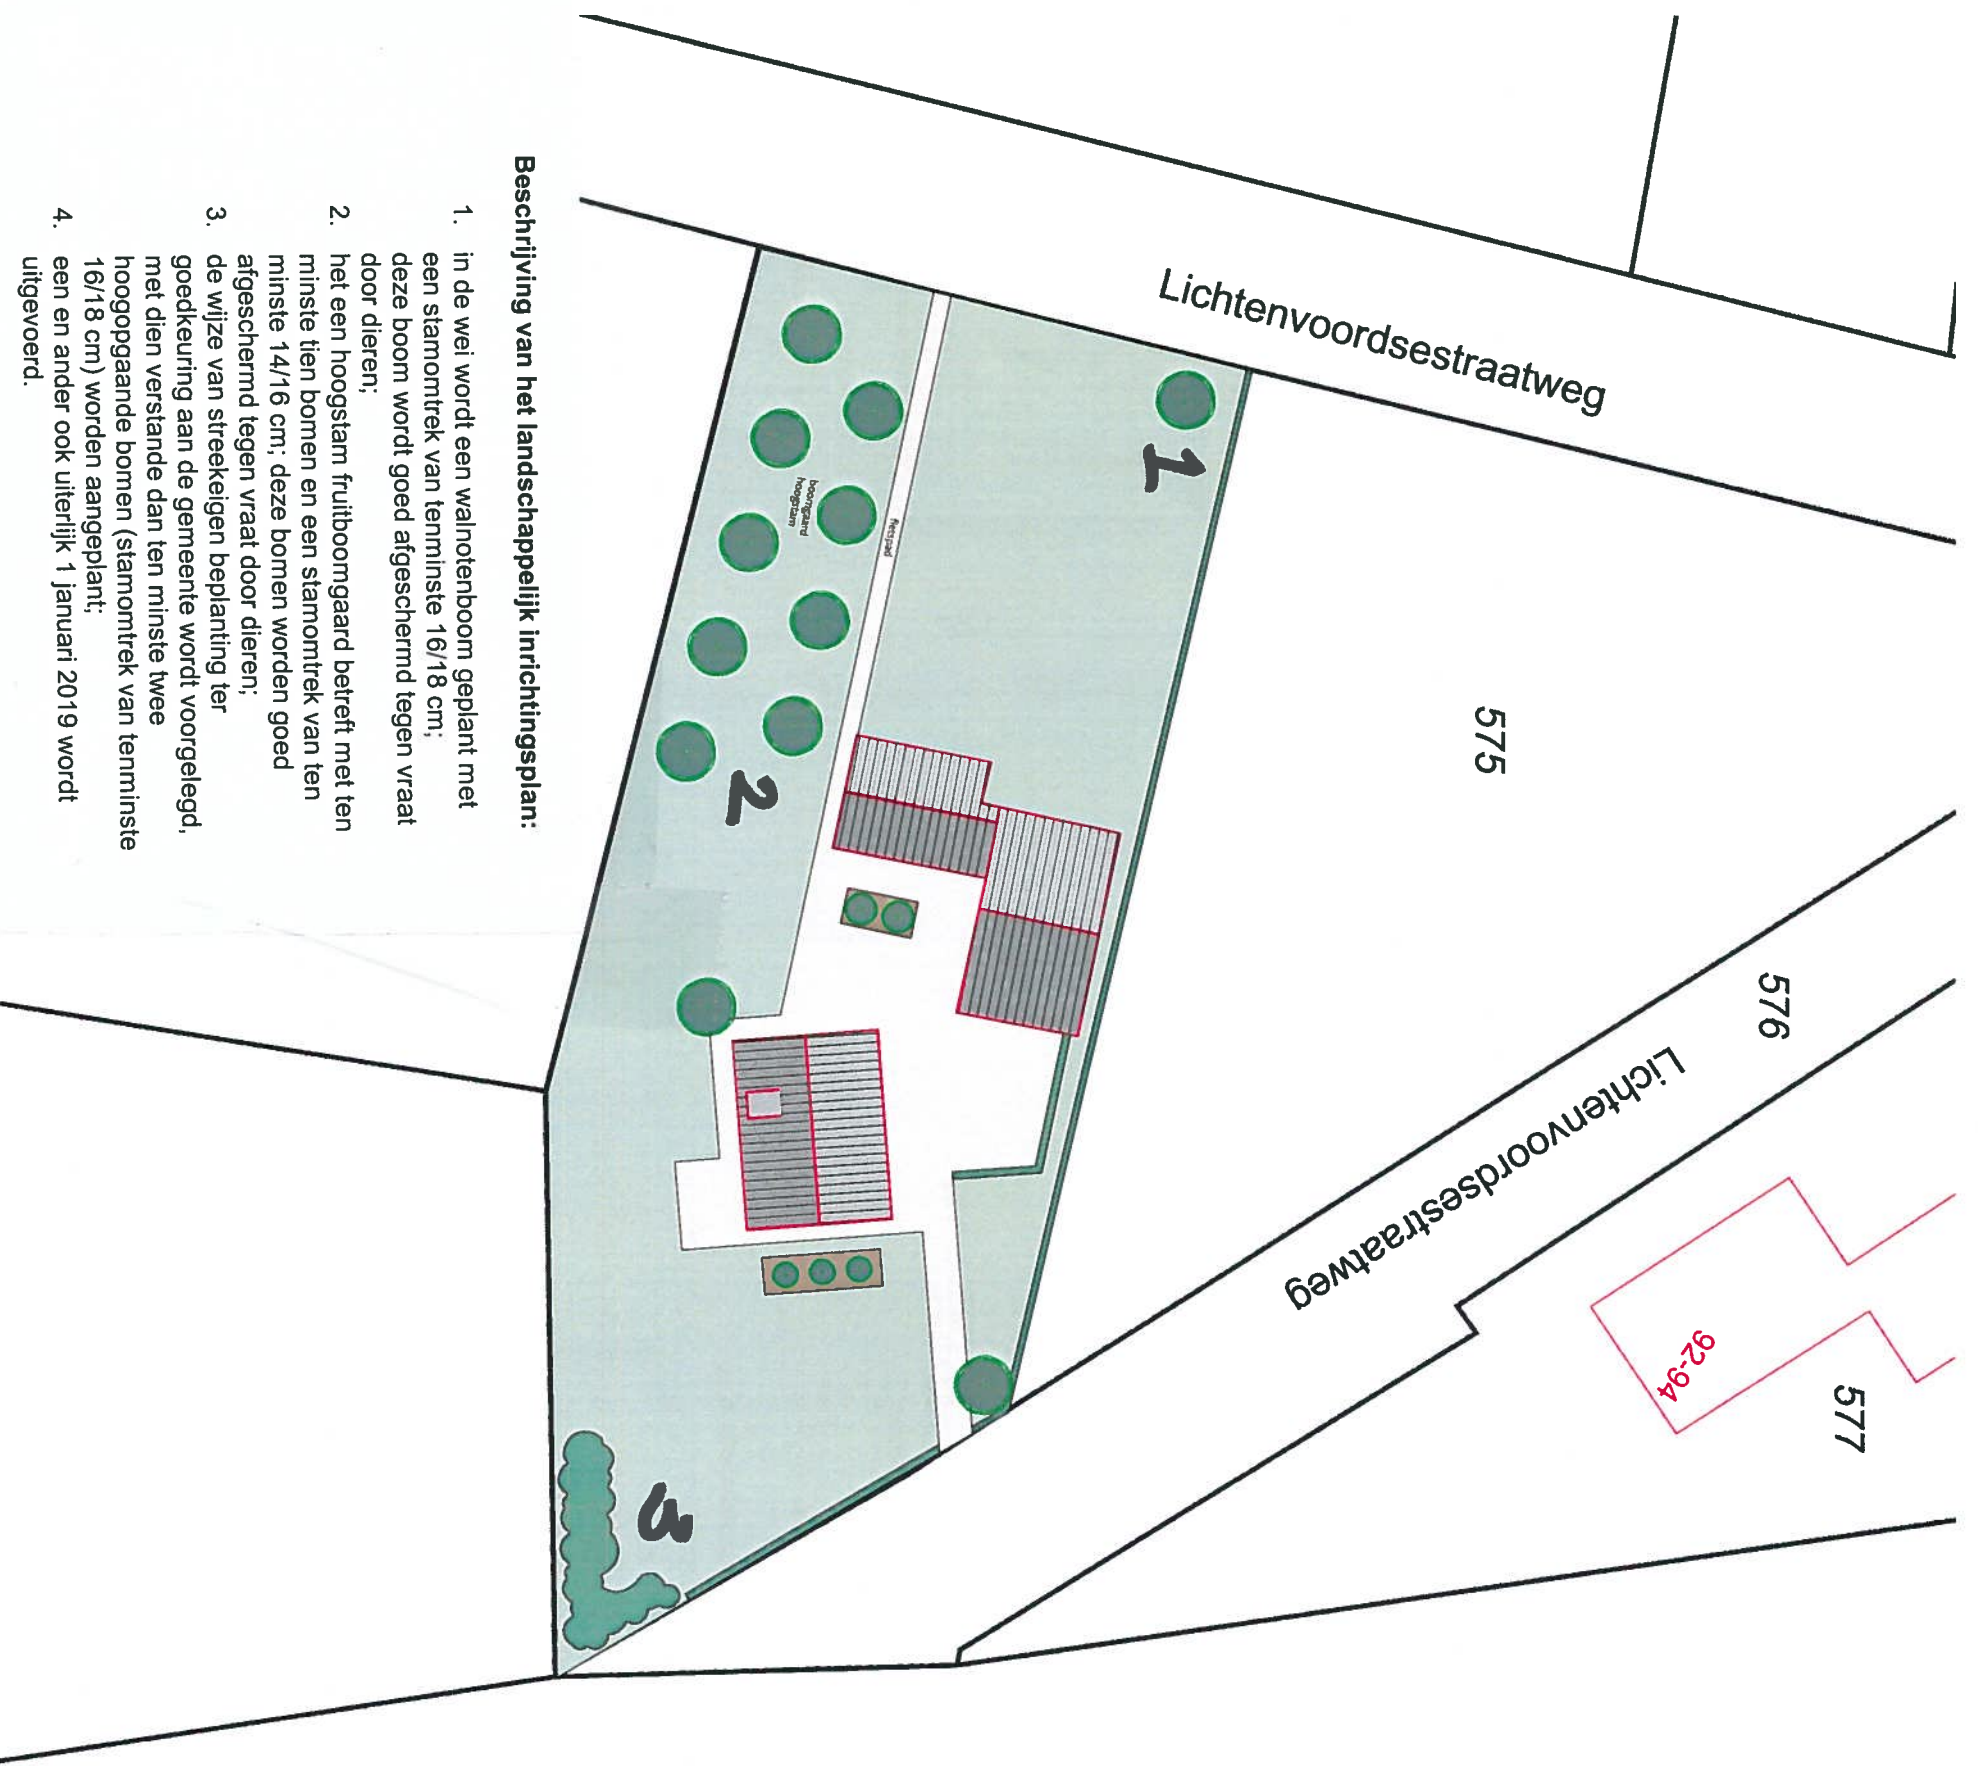 Beschrijving van het landschappelijk inrichtingsplan:
1. in de wei wordt een walnotenboom geplant met
een stamomtrek van tenminste 16/18 cm;
deze boom wordt goed afgeschermd tegen vraat
door dieren;
2. het een hoogstam fruitboomgaard betreft met ten
minste tien bomen en een stamomtrek van ten
minste 14/16 cm; deze bomen worden goed
afgeschermd tegen vraat door dieren;
3. de wijze van streekeigen beplanting ter
goedkeuring aan de gemeente wordt voorgelegd,
met dien verstande dan ten minste twee
hoogopgaande bomen (stamomtrek van tenminste
16/18 cm) worden aangeplant;
4. een en ander ook uiterlijk 1 januari 2019 wordt
uitgevoerd.
Lichtenvoordsestraatweg
1
575
fietspad
boomgaard
hoogstam
2
576
Lichtenvoordsestraatweg
92-94
577
3